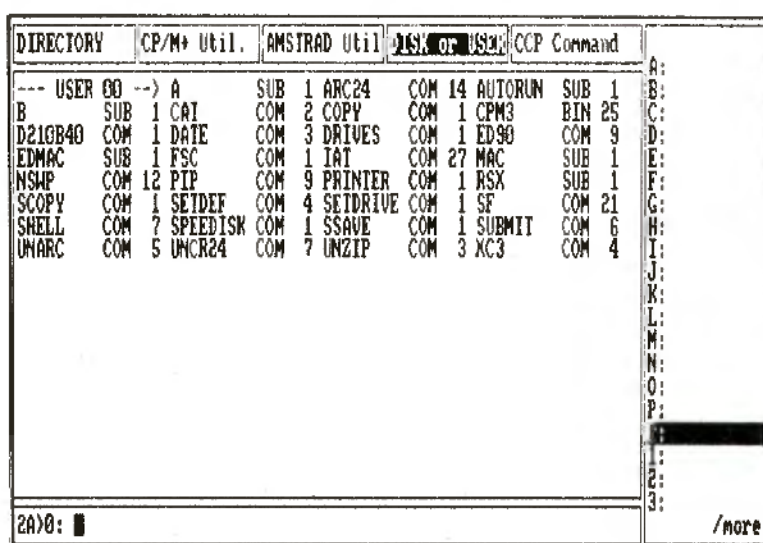 DIRECTORY CP/M+ Util. AMSTRAD Util DISK or USER CCP Command
--- USER 00 --> A SUB 1 ARC24 COM 14 AUTORUN SUB 1
B SUB 1 CAT COM 2 COPY COM 1 CPM3 BIN 25
D210B40 COM 1 DATE COM 3 DRIVES COM 1 ED90 COM 9
EDMAC SUB 1 FSC COM 1 IAT COM 27 MAC SUB 1
NSWP COM 12 PIP COM 9 PRINTER COM 1 RSX SUB 1
SCOPY COM 1 SETDEF COM 4 SETDRIVE COM 1 SF COM 21
SHELL COM 7 SPEEDISK COM 1 SSAVE COM 1 SUBMIT COM 6
UNARC COM 5 UNCR24 COM 7 UNZIP COM 3 XC3 COM 4
A:
B:
C:
D:
E:
F:
G:
H:
I:
J:
K:
L:
M:
N:
O:
P:
1:
2:
3:
/more
2A>0: